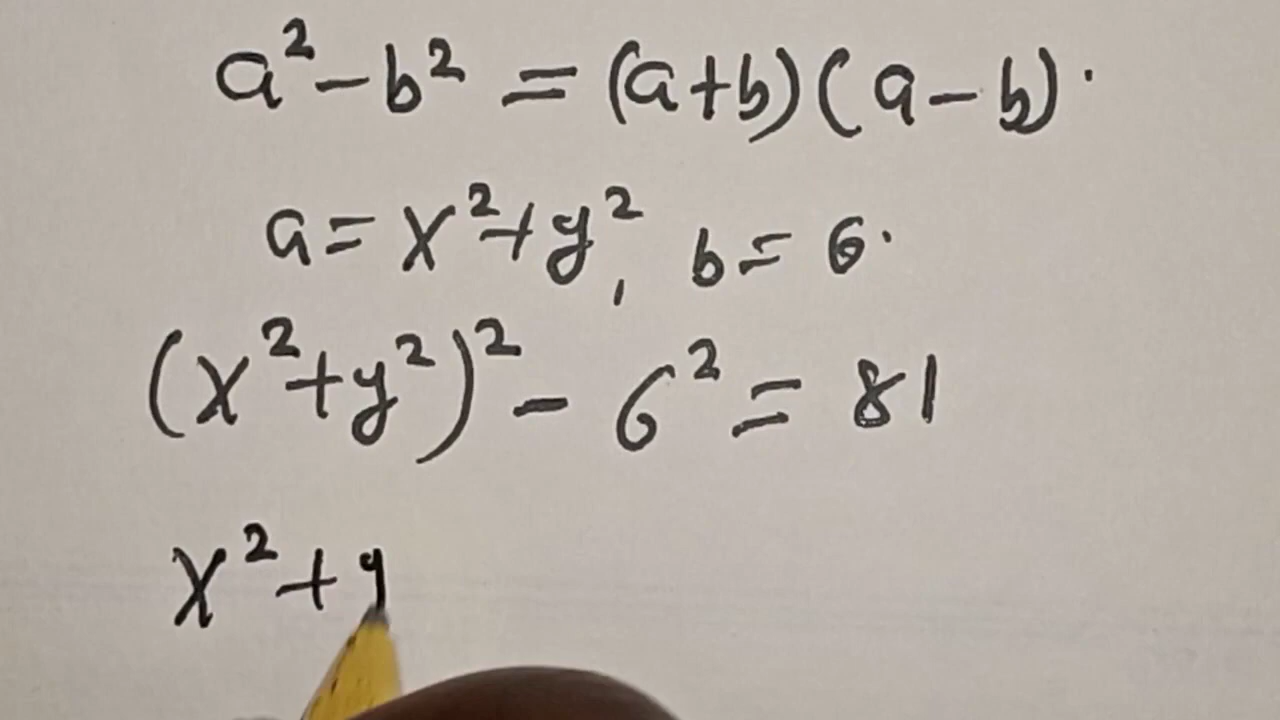 a² - b² = (a+b)(a-b).
a = x² + y², b = 6.
(x² + y²)² - 6² = 81
x² + y